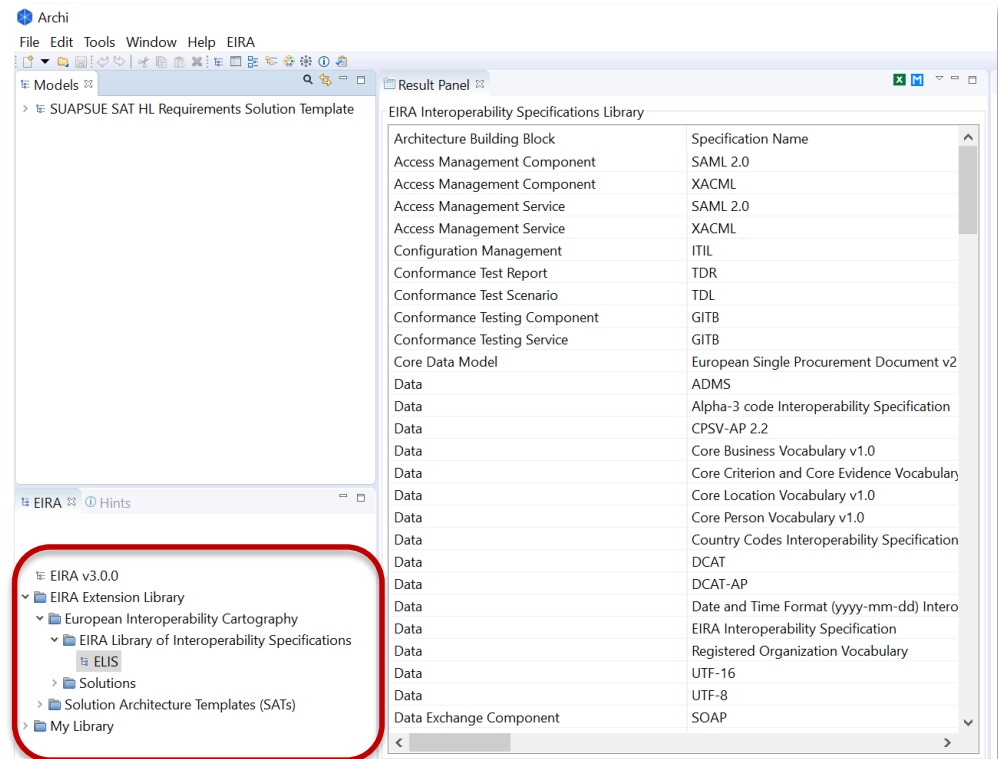 Archi
File Edit Tools Window Help EIRA
Models
SUAPSUE SAT HL Requirements Solution Template
EIRA Hints
EIRA v3.0.0
EIRA Extension Library
European Interoperability Cartography
EIRA Library of Interoperability Specifications
ELIS
Solutions
Solution Architecture Templates (SATs)
My Library
Result Panel
EIRA Interoperability Specifications Library
Architecture Building Block Specification Name
Access Management Component SAML 2.0
Access Management Component XACML
Access Management Service SAML 2.0
Access Management Service XACML
Configuration Management ITIL
Conformance Test Report TDR
Conformance Test Scenario TDL
Conformance Testing Component GITB
Conformance Testing Service GITB
Core Data Model European Single Procurement Document v2
Data ADMS
Data Alpha-3 code Interoperability Specification
Data CPSV-AP 2.2
Data Core Business Vocabulary v1.0
Data Core Criterion and Core Evidence Vocabulary
Data Core Location Vocabulary v1.0
Data Core Person Vocabulary v1.0
Data Country Codes Interoperability Specification
Data DCAT
Data DCAT-AP
Data Date and Time Format (yyyy-mm-dd) Intero
Data EIRA Interoperability Specification
Data Registered Organization Vocabulary
Data UTF-16
Data UTF-8
Data Exchange Component SOAP